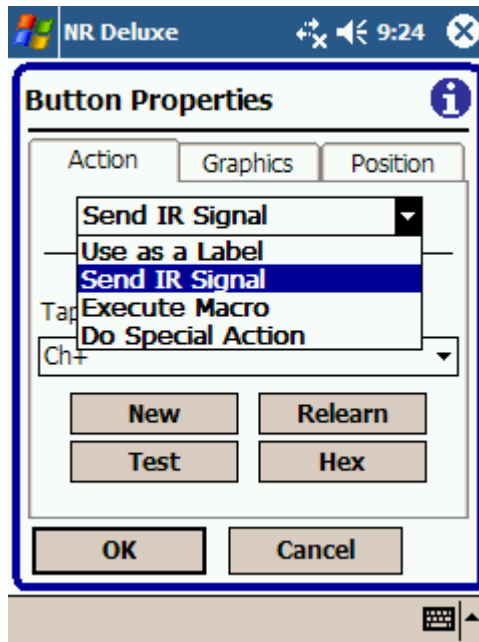 NR Deluxe 9:24
Button Properties
Action Graphics Position
Send IR Signal
Use as a Label
Send IR Signal
Execute Macro
Do Special Action
Ch+
New Relearn
Test Hex
OK Cancel